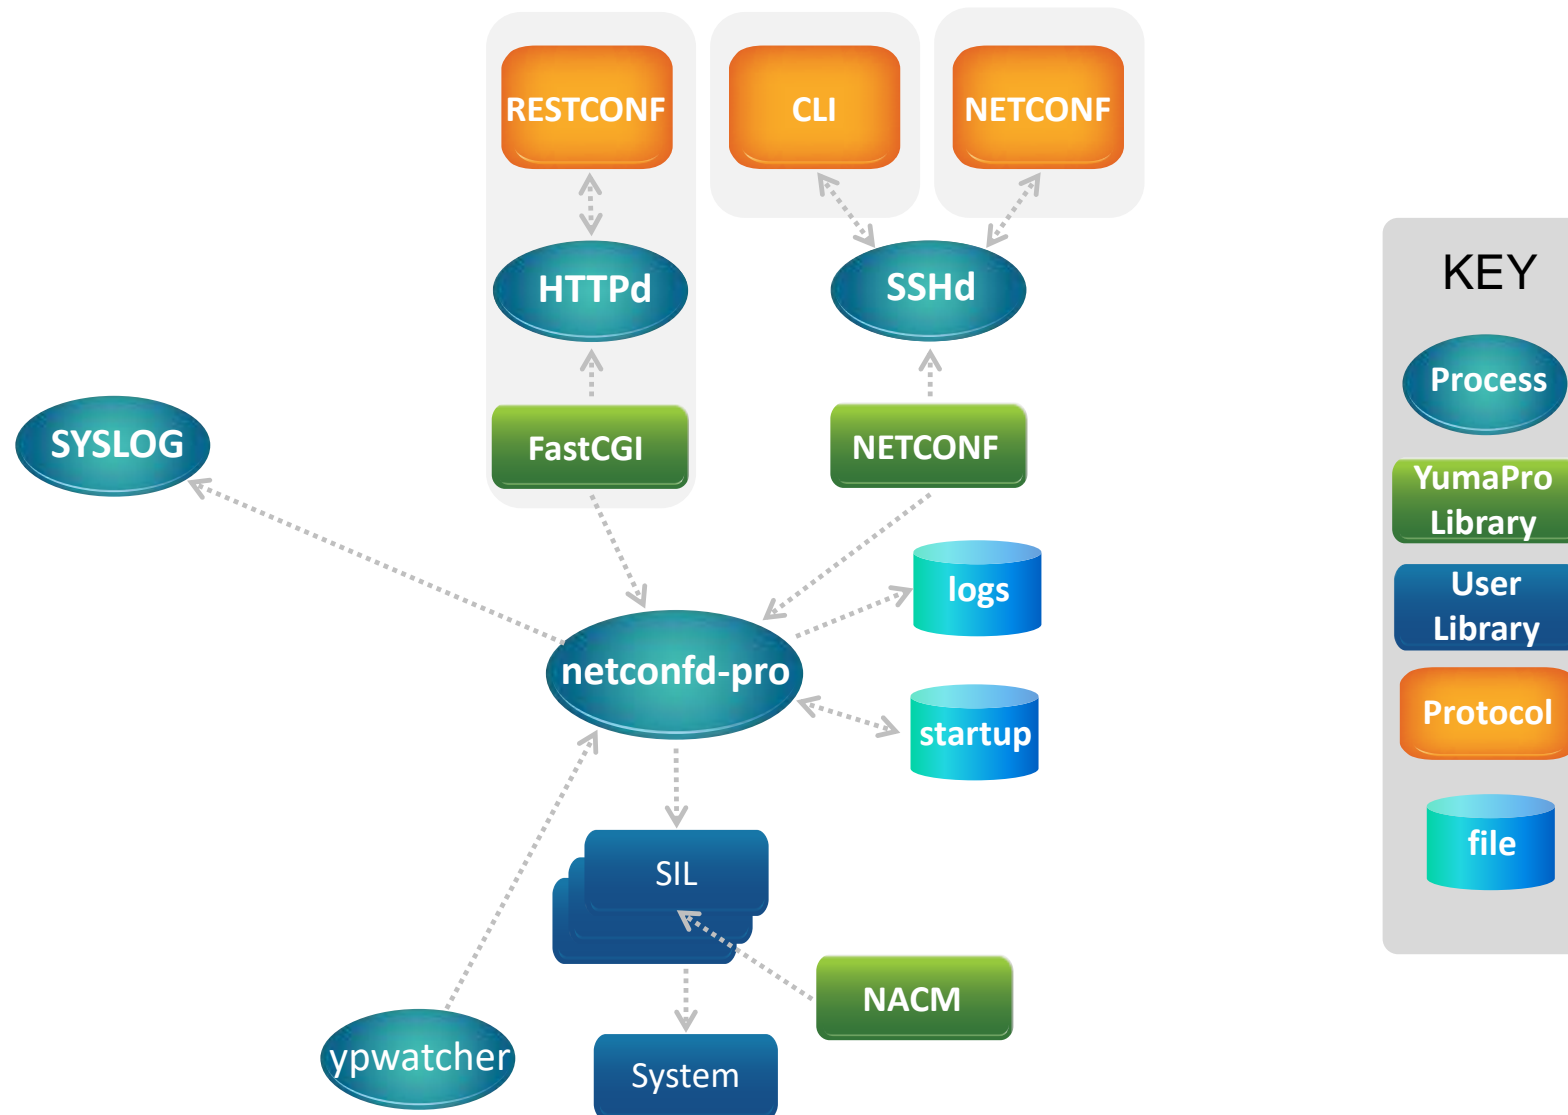 RESTCONF
CLI
NETCONF
HTTPd
SSHd
SYSLOG
FastCGI
NETCONF
logs
netconfd-pro
startup
SIL
NACM
ypwatcher
System
KEY
Process
YumaPro
Library
User
Library
Protocol
file